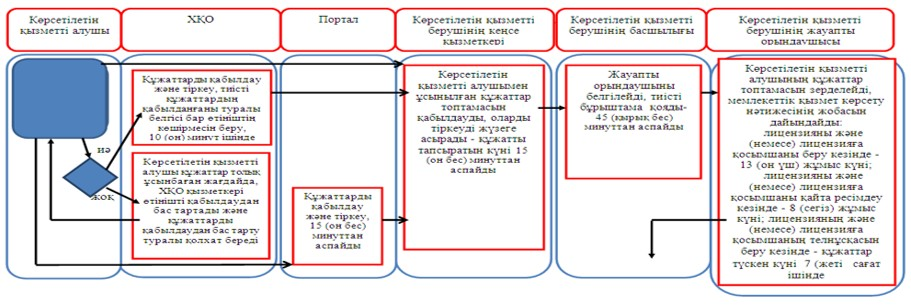 Көрсетілетін
қызметті алушы
ХҚО
Портал
Көрсетілетін қызметті
берушінің кеңсе
қызметкері
Көрсетілетін қызметті
берушінің басшылығы
Көрсетілетін қызметті
берушінің жауапты
орындаушысы
иә
жоқ
Құжаттарды қабылдау
және тіркеу, тиісті
құжаттардың
қабылданғаны туралы
белгісі бар өтініштің
көшірмесін беру,
10 (он) минут ішінде
Көрсетілетін қызметті
алушы құжаттар толық
ұсынбаған жағдайда,
ХҚО қызметкері
өтінішті қабылдаудан
бас тартады және
құжаттарды
қабылдаудан бас тарту
туралы қолхат береді
Құжаттарды
қабылдау
және тіркеу,
15 (он бес)
минуттан
аспайды
Көрсетілетін
қызметті алушымен
ұсынылған құжаттар
топтамасын
қабылдауды, оларды
тіркеуді жүзеге
асырады - құжатты
тапсыратын күні 15
(он бес) минуттан
аспайды
Жауапты
орындаушыны
белгілейді, тиісті
бұрыштама қояды-
45 (қырық бес)
минуттан аспайды
Көрсетілетін қызметті
алушының құжаттар
топтамасын зерделейді,
мемлекеттік қызмет көрсету
нәтижесінің жобасын
дайындайды:
лицензияны және
(немесе) лицензияға
қосымшаны беру кезінде -
13 (он үш) жұмыс күні;
лицензияны және
(немесе) лицензияға
қосымшаны қайта ресімдеу
кезінде - 8 (сегіз) жұмыс
күні; лицензияның және
(немесе) лицензияға
қосымшаның телнұсқасын
беру кезінде - құжаттар
түскен күні 7 (жеті сағат
ішінде